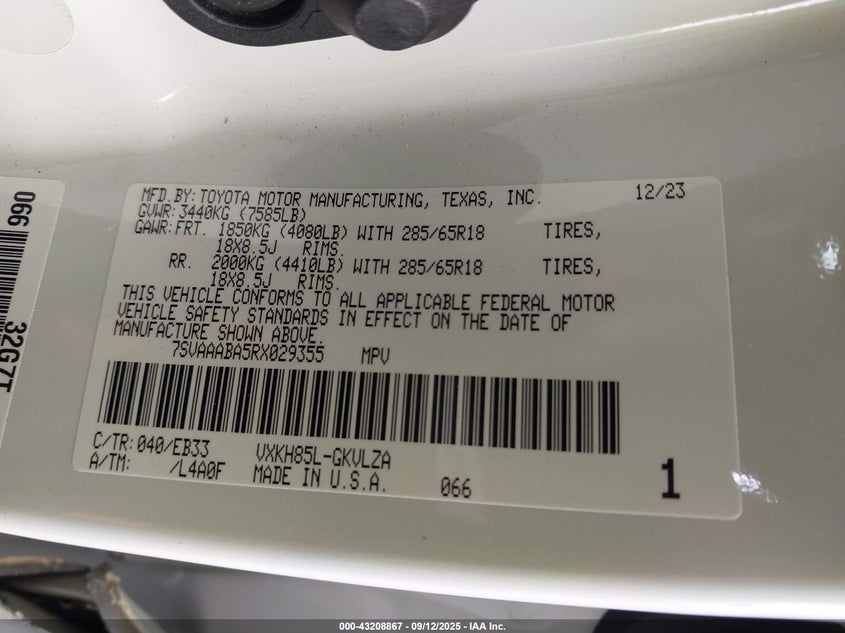 MFD.BY:TOYOTA MOTOR MANUFACTURING, TEXAS, INC. 12/23
GVWR:3440KG (7585LB)
GAWR:FRT. 1850KG (4080LB) WITH 285/65R18 TIRES,
18X8.5J RIMS.
RR. 2000KG (4410LB) WITH 285/65R18 TIRES,
18X8.5J RIMS.
THIS VEHICLE CONFORMS TO ALL APPLICABLE FEDERAL MOTOR
VEHICLE SAFETY STANDARDS IN EFFECT ON THE DATE OF
MANUFACTURE SHOWN ABOVE.
7SVAAABA5RX029355 MPV
C/TR:040/EB33 VXKH85L-GKVLZA
A/TM: /L4A0F MADE IN U.S.A. 066 1
066
32G7T
000-43208867 - 09/12/2025 - IAA Inc.